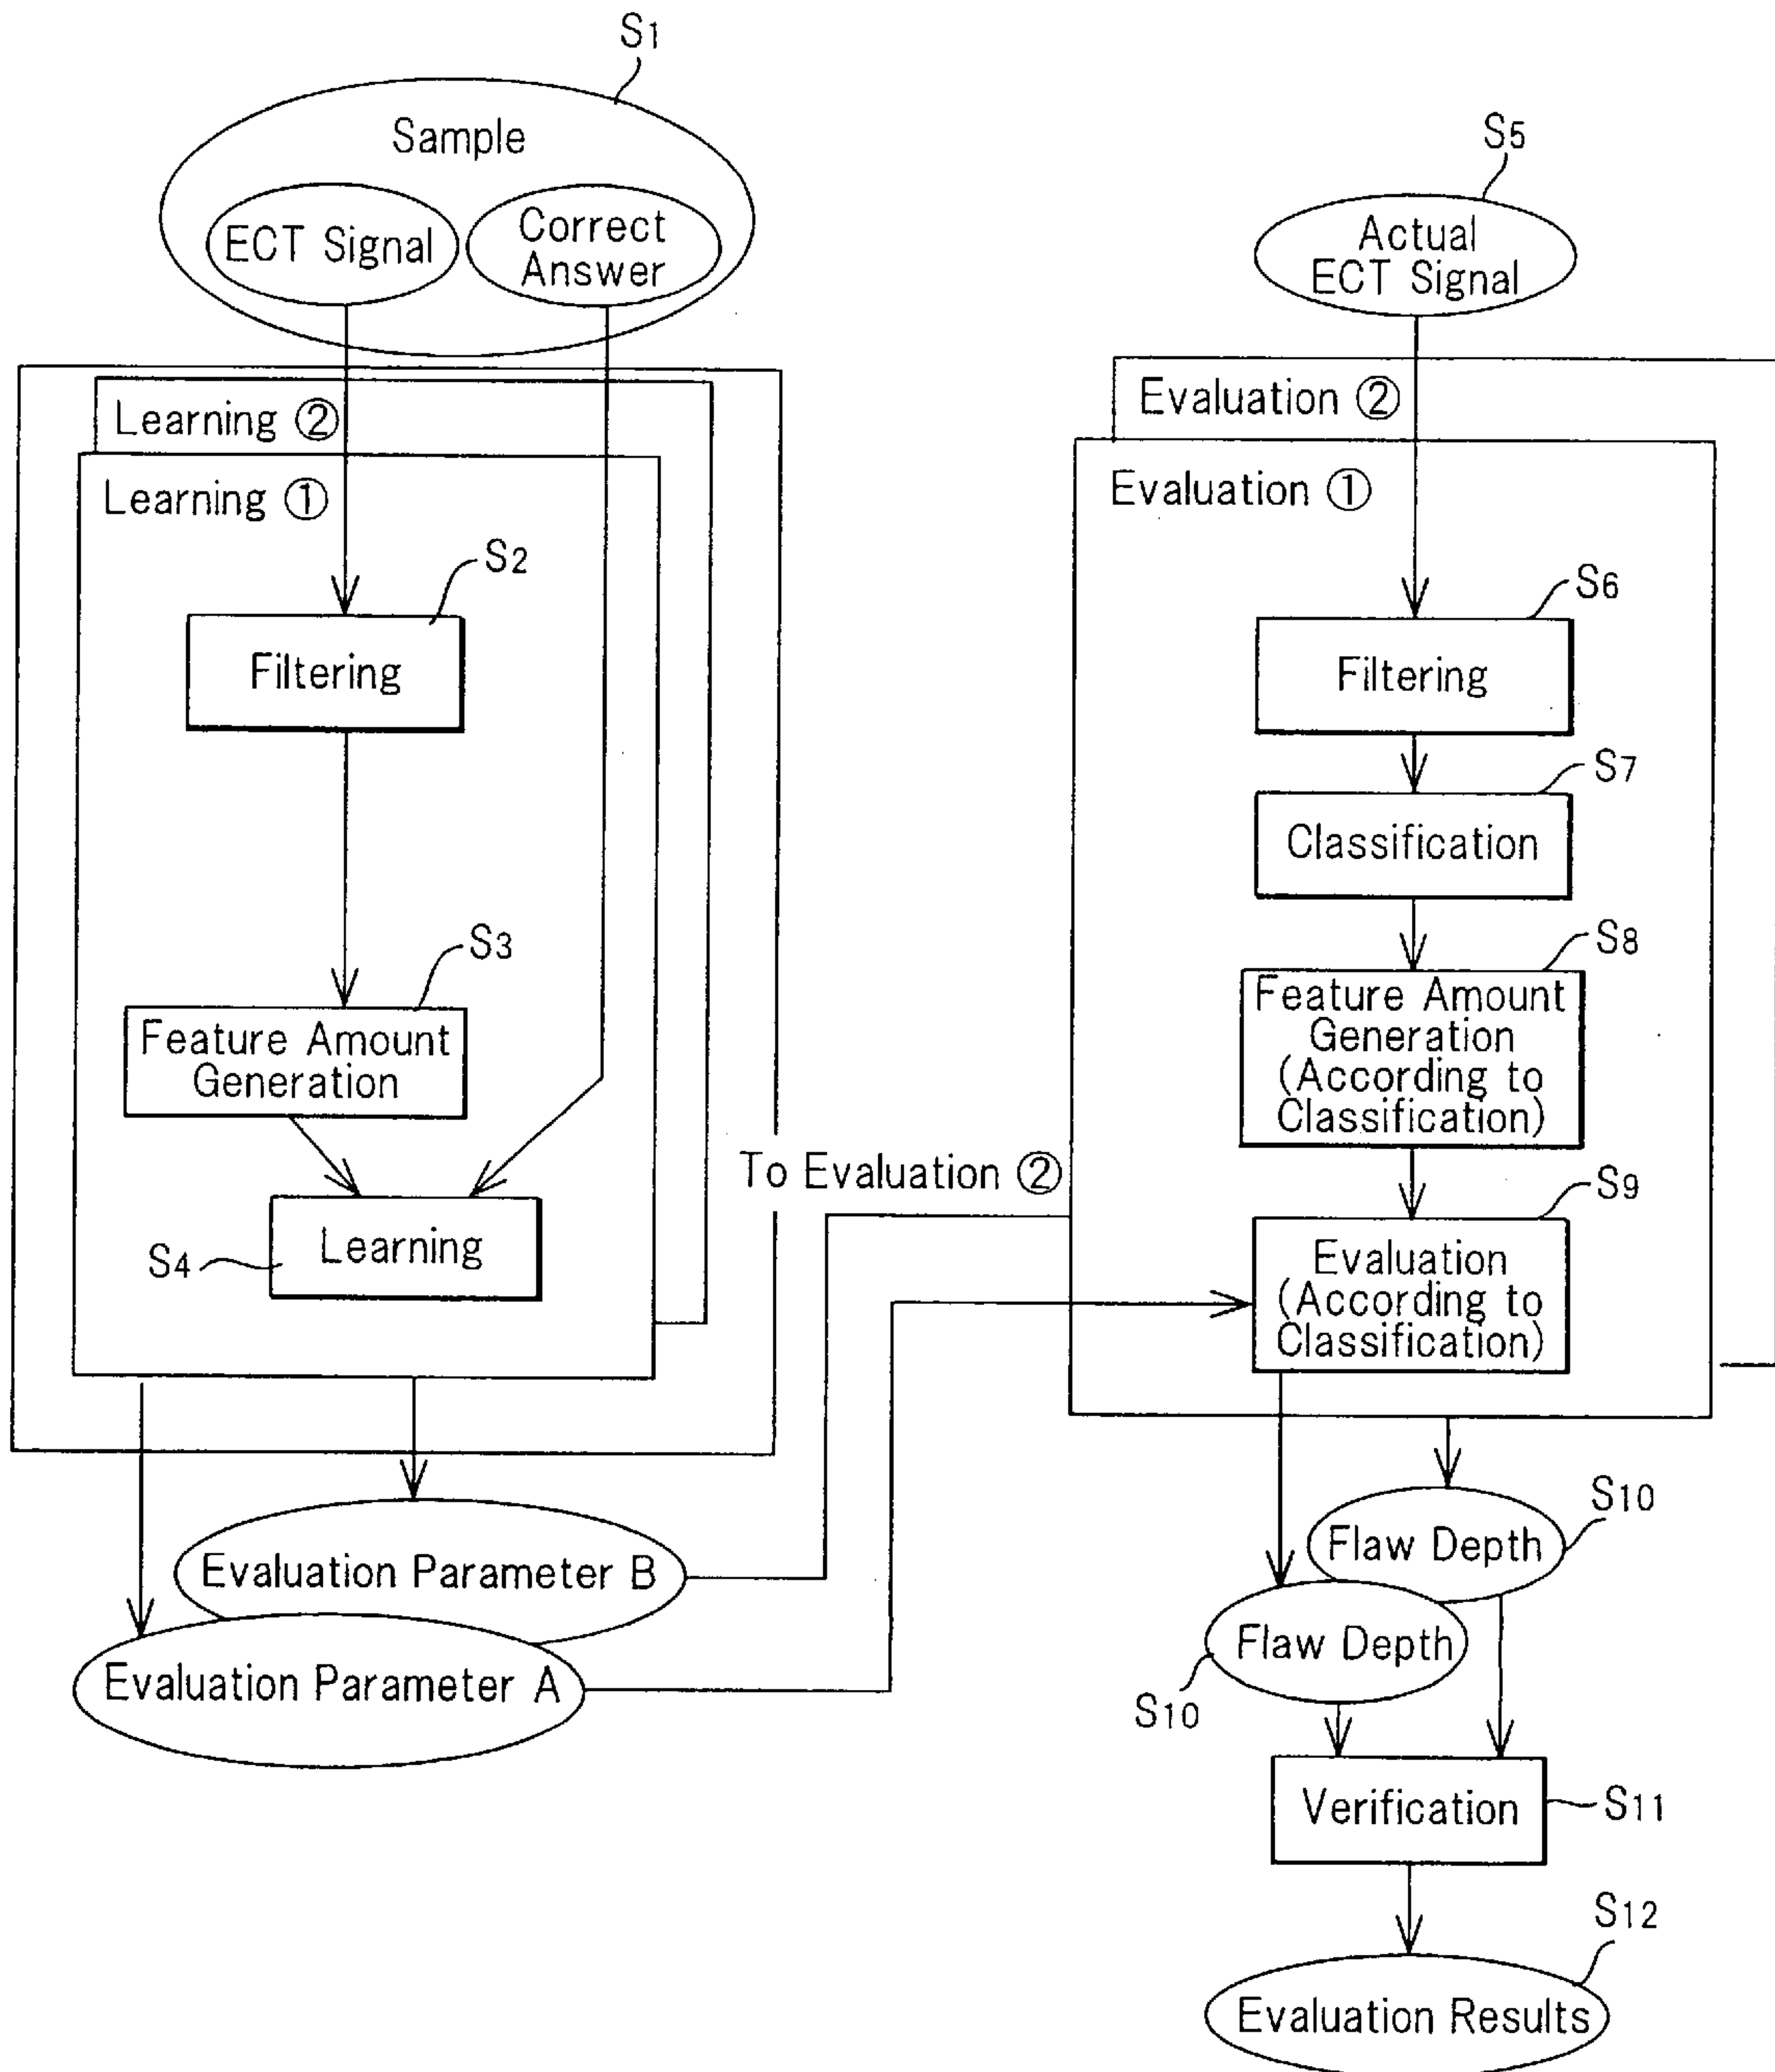 S1
Sample
ECT Signal
Correct
Answer
Learning ②
Learning ①
S2
Filtering
S3
Feature Amount
Generation
S4
Learning
Evaluation Parameter B
Evaluation Parameter A
To Evaluation ②
S5
Actual
ECT Signal
Evaluation ②
Evaluation ①
S6
Filtering
S7
Classification
S8
Feature Amount
Generation
(According to
Classification)
S9
Evaluation
(According to
Classification)
S10
Flaw Depth
Flaw Depth
S10
Verification
S11
S12
Evaluation Results